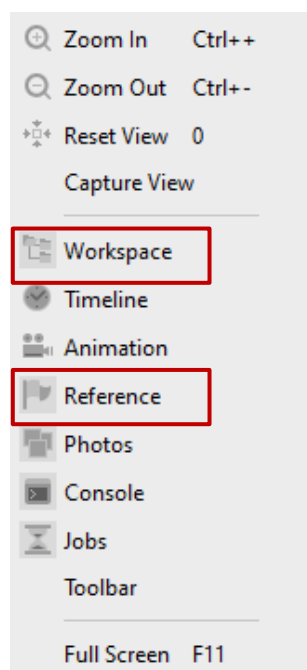 Zoom In Ctrl++
Zoom Out Ctrl+-
Reset View 0
Capture View
Workspace
Timeline
Animation
Reference
Photos
Console
Jobs
Toolbar
Full Screen F11